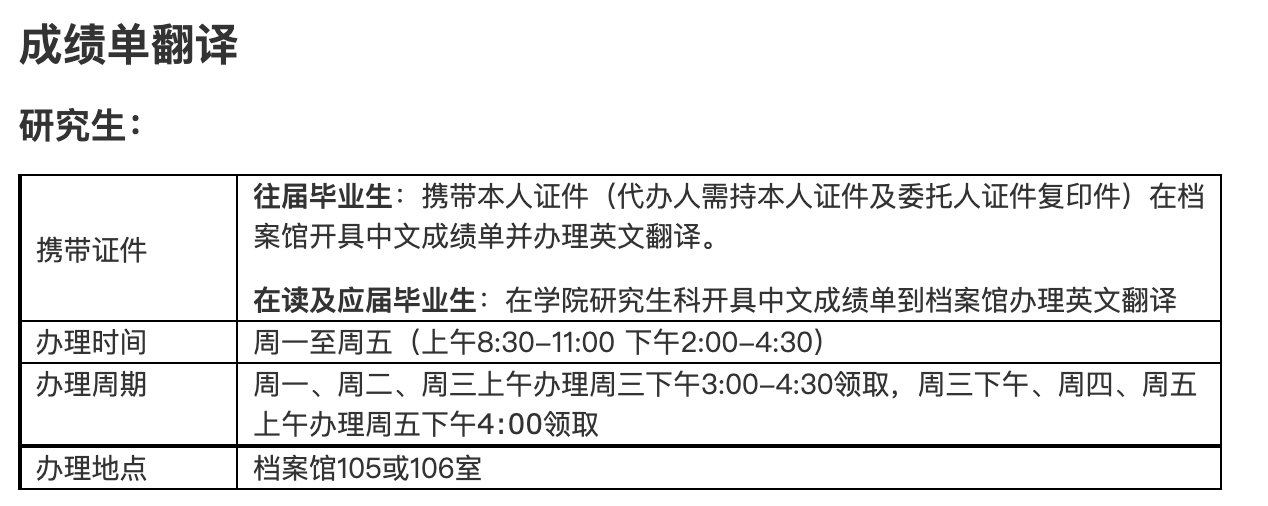 成绩单翻译
研究生：
携带证件
往届毕业生：携带本人证件（代办人需持本人证件及委托人证件复印件）在档
案馆开具中文成绩单并办理英文翻译。
在读及应届毕业生：在学院研究生科开具中文成绩单到档案馆办理英文翻译
办理时间
周一至周五（上午8:30–11:00 下午2:00–4:30）
办理周期
周一、周二、周三上午办理周三下午3:00–4:30领取，周三下午、周四、周五
上午办理周五下午4：00领取
办理地点
档案馆105或106室